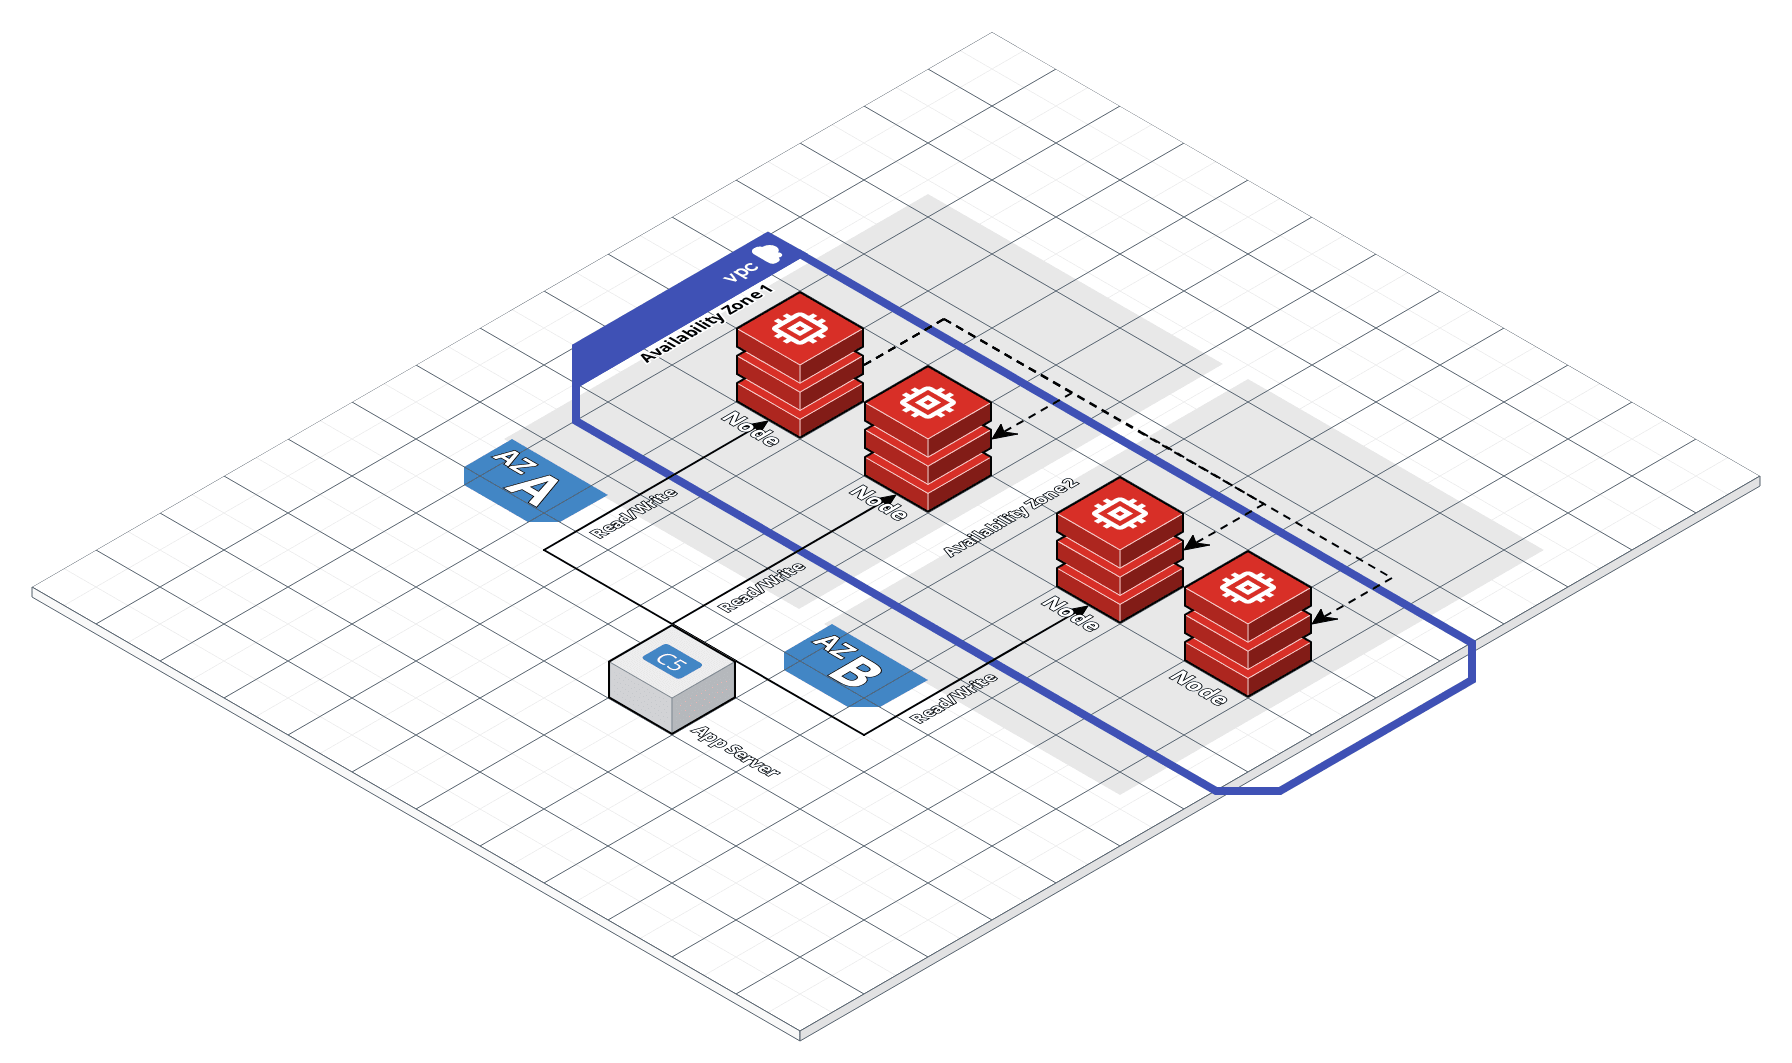 vpc
Availability Zone 1
Node
Node
AZ A
Read/Write
Availability Zone 2
Read/Write
Node
Node
AZ B
C5
Read/Write
App Server